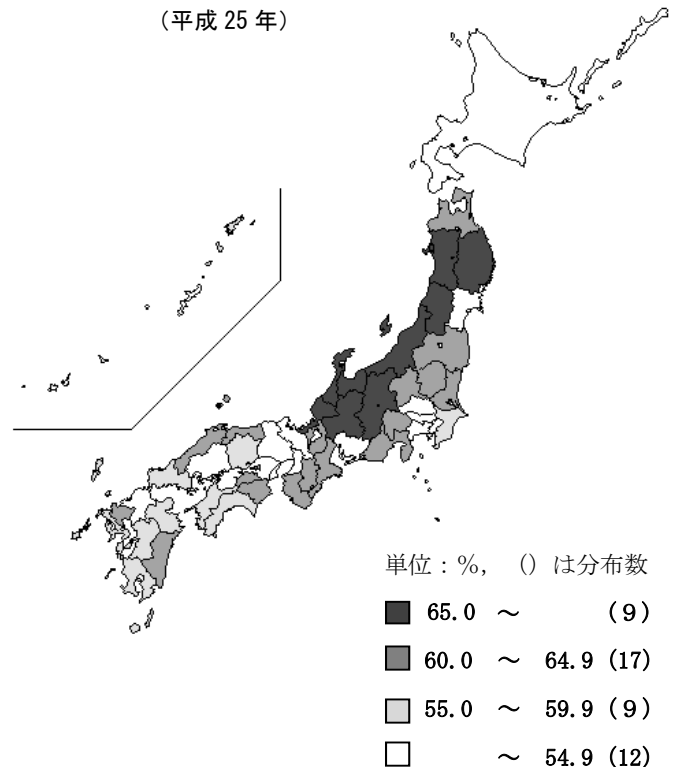 （平成 25 年）
単位：％， （）は分布数
65.0 ～ （9）
60.0 ～ 64.9 (17)
55.0 ～ 59.9 (9)
～ 54.9 (12)